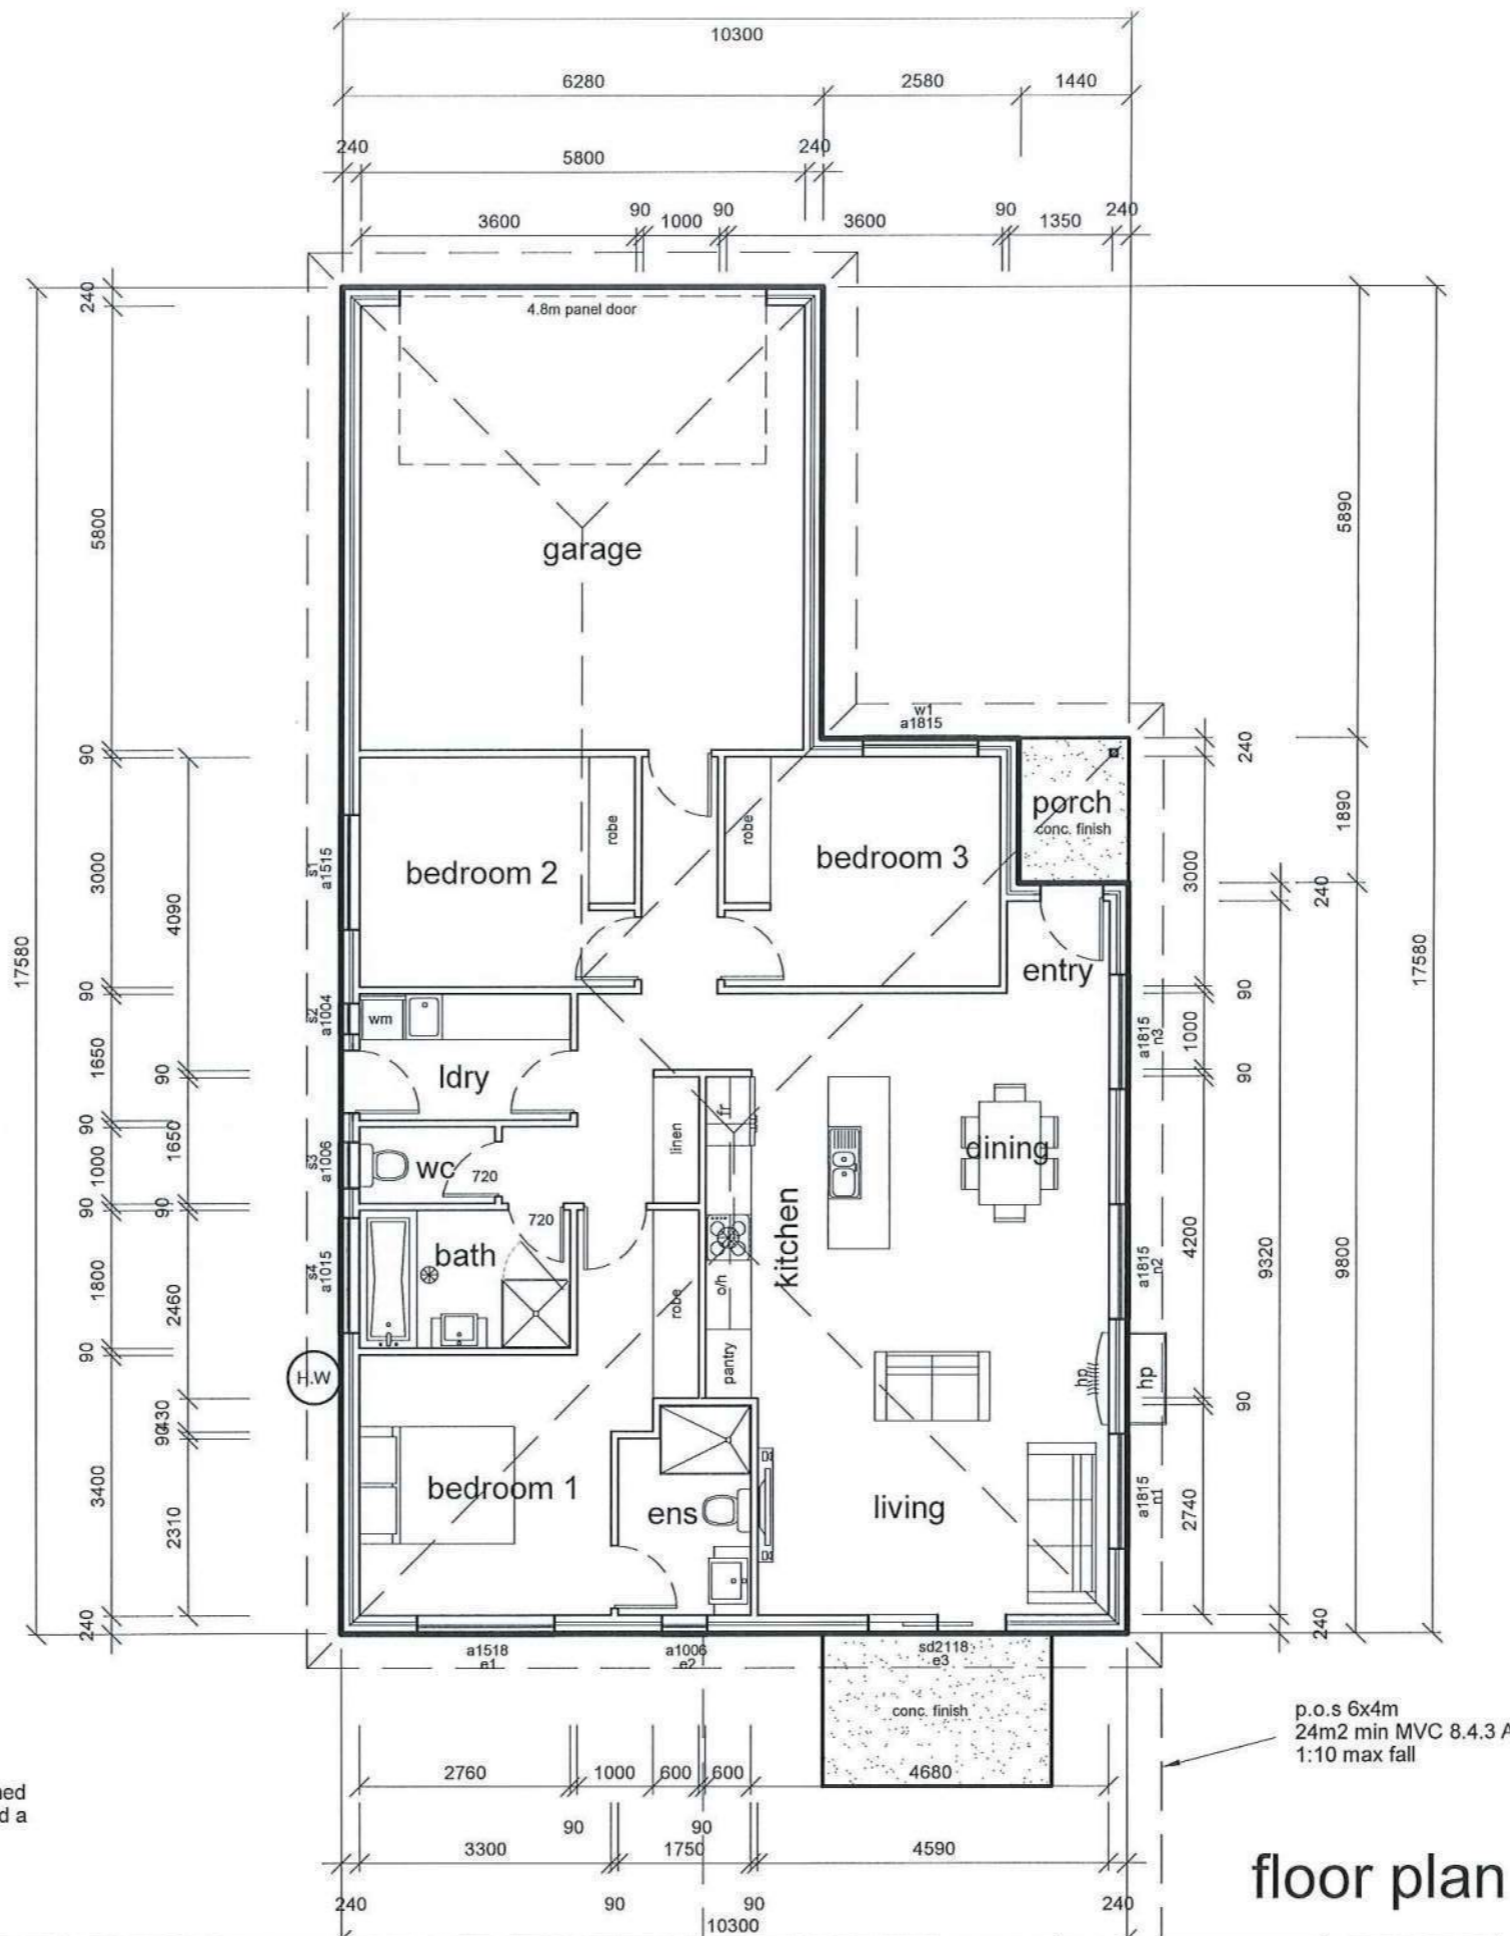 10300
6280 2580 1440
240 5800 240
3600 90 1000 90 3600 90 1350 240
4.8m panel door
garage
w1
a1815
porch
conc. finish
robe
robe
bedroom 2
bedroom 3
entry
wm
ldry
linen
fr
dining
wc
720
720
bath
kitchen
o/h
robe
pantry
H.W
hp
hp
bedroom 1
ens
living
s1
a1515
s2
a1004
s3
a1006
s4
a1015
a1815
n3
a1815
n2
a1815
n1
a1518
e1
a1006
e2
sd2118
e3
conc. finish
17580
240
5800
90
3000
90
1650
90
1000
90
1800
90
3400
240
4090
90
1650
90
2460
430
90
2310
240
3000
90
1000
90
4200
90
2740
240
9320
240
5890
1890
9800
17580
p.o.s 6x4m
24m2 min MVC 8.4.3 A
1:10 max fall
2760 1000 600 600 4680
90 90
3300 1750 4590
240 90 90 240
10300
floor plan